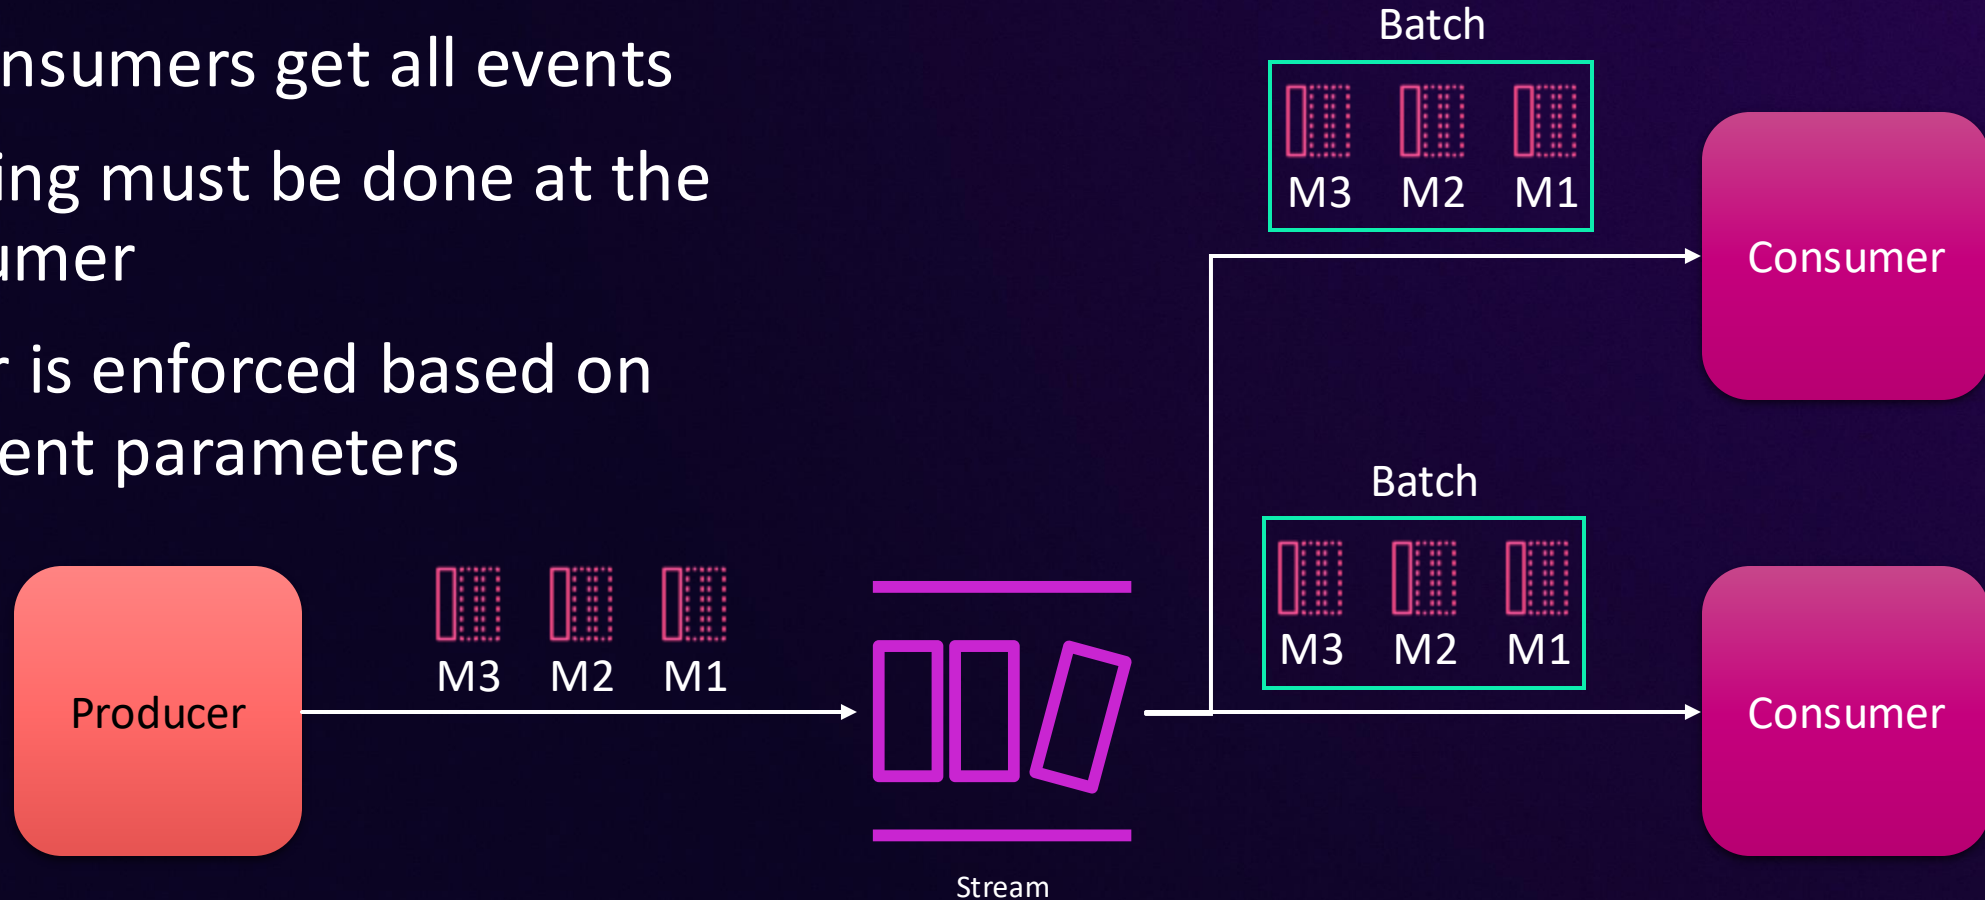 nsumers get all events
ing must be done at the
umer
r is enforced based on
ent parameters
Batch
M3 M2 M1
Consumer
Batch
M3 M2 M1
Producer
M3 M2 M1
Consumer
Stream